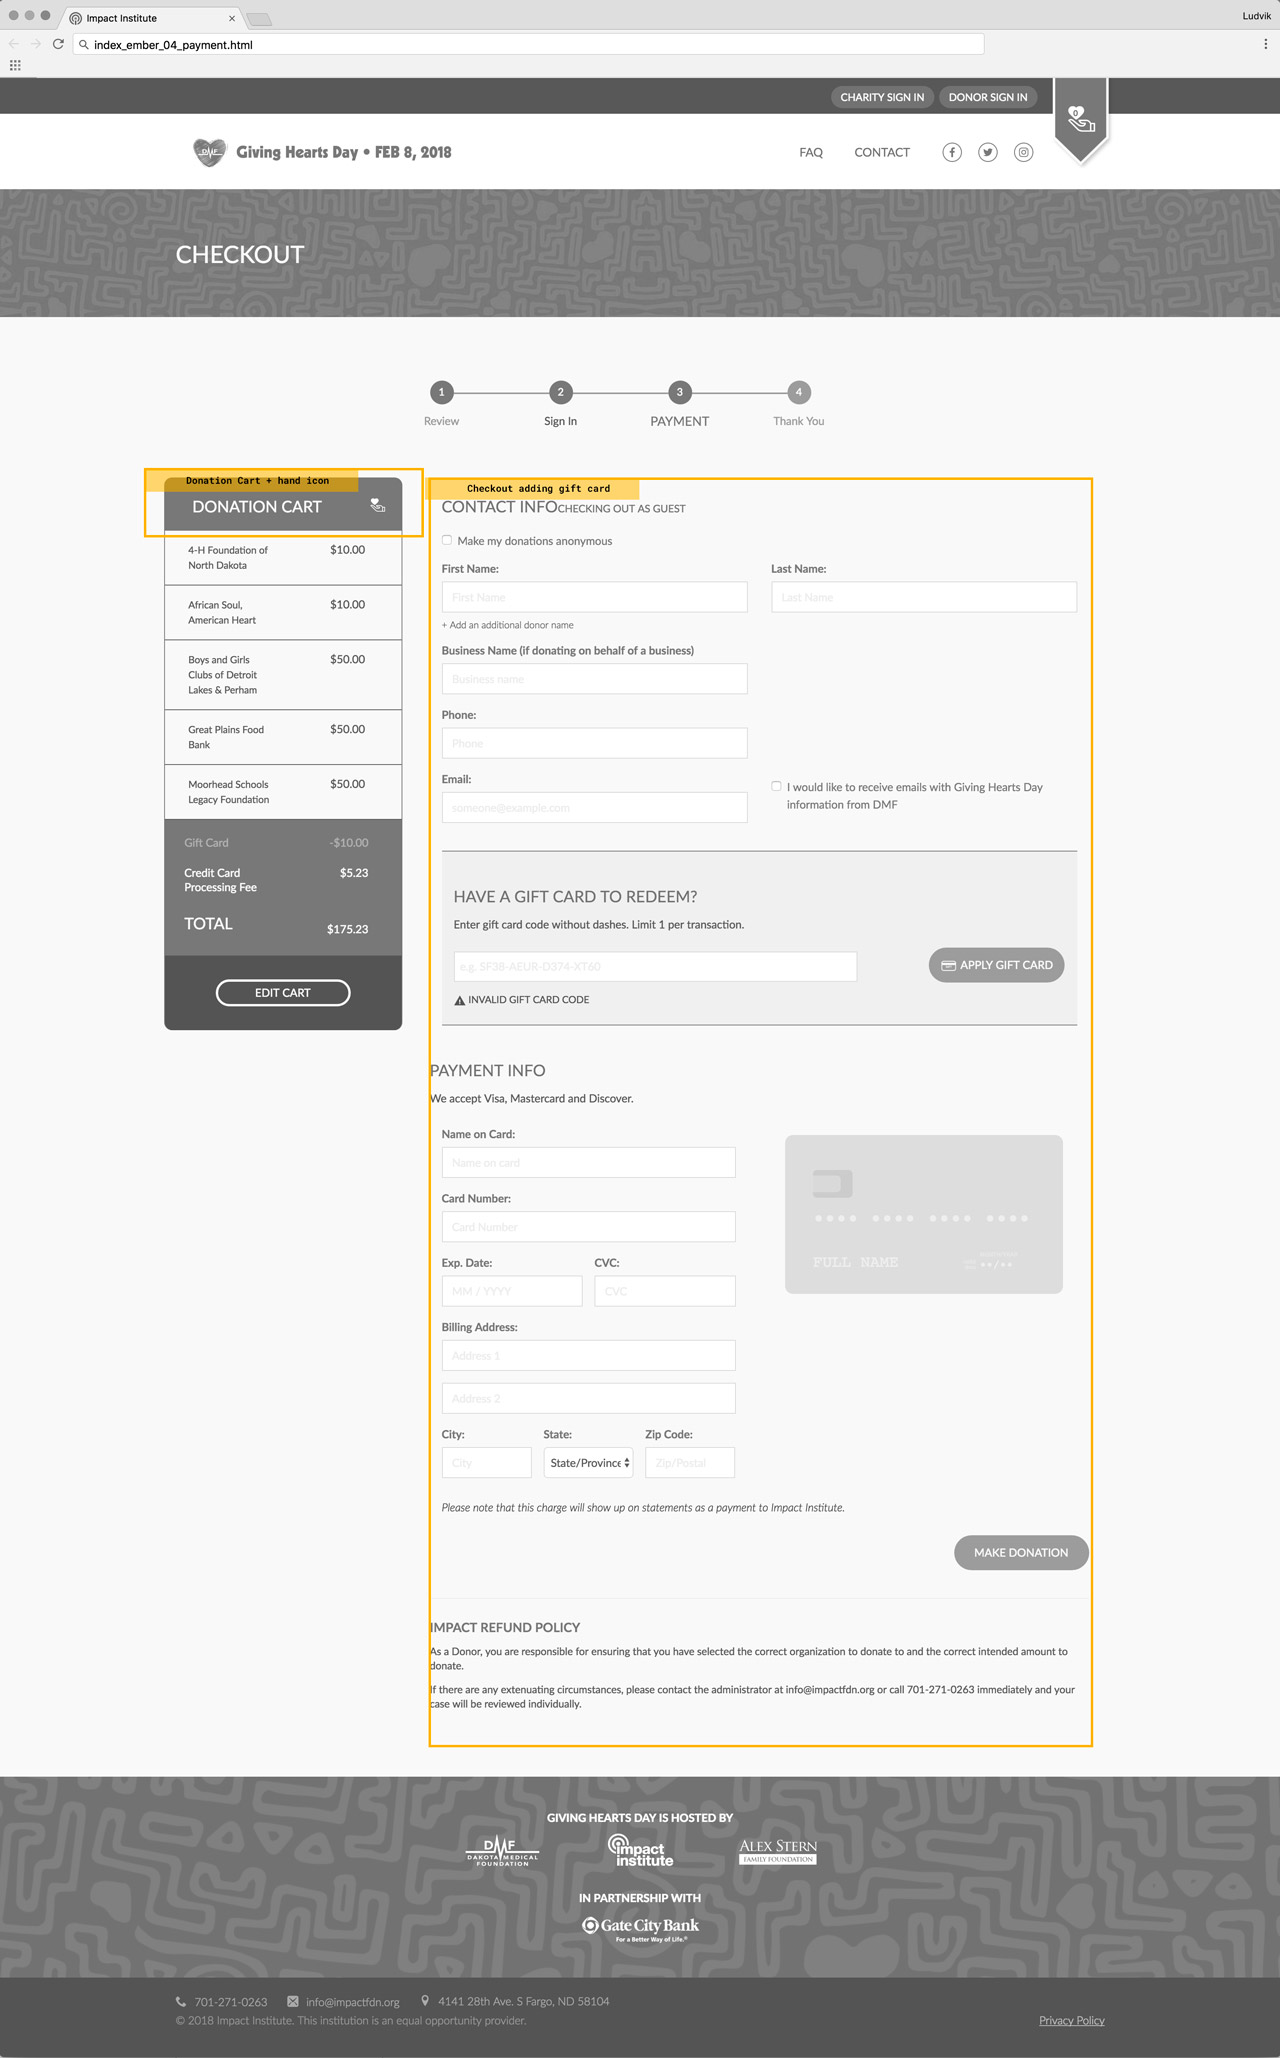 Impact Institute
Ludvik
index_ember_04_payment.html
CHARITY SIGN IN
DONOR SIGN IN
0
DMF
Giving Hearts Day • FEB 8, 2018
FAQ
CONTACT
CHECKOUT
1
2
3
4
Review
Sign In
PAYMENT
Thank You
Donation Cart + hand icon
DONATION CART
4-H Foundation of
North Dakota
$10.00
African Soul,
American Heart
$10.00
Boys and Girls
Clubs of Detroit
Lakes & Perham
$50.00
Great Plains Food
Bank
$50.00
Moorhead Schools
Legacy Foundation
$50.00
Gift Card
-$10.00
Credit Card
Processing Fee
$5.23
TOTAL
$175.23
EDIT CART
Checkout adding gift card
CONTACT INFO CHECKING OUT AS GUEST
Make my donations anonymous
First Name:
Last Name:
First Name
Last Name
+ Add an additional donor name
Business Name (if donating on behalf of a business)
Business name
Phone:
Phone
Email:
someone@example.com
I would like to receive emails with Giving Hearts Day
information from DMF
HAVE A GIFT CARD TO REDEEM?
Enter gift card code without dashes. Limit 1 per transaction.
e.g. SF38-AEUR-D374-XT60
APPLY GIFT CARD
INVALID GIFT CARD CODE
PAYMENT INFO
We accept Visa, Mastercard and Discover.
Name on Card:
Name on card
Card Number:
Card Number
Exp. Date:
CVC:
MM / YYYY
CVC
FULL NAME
••/••
Billing Address:
Address 1
Address 2
City:
State:
Zip Code:
City
State/Province
Zip/Postal
Please note that this charge will show up on statements as a payment to Impact Institute.
MAKE DONATION
IMPACT REFUND POLICY
As a Donor, you are responsible for ensuring that you have selected the correct organization to donate to and the correct intended amount to
donate.
If there are any extenuating circumstances, please contact the administrator at info@impactfdn.org or call 701-271-0263 immediately and your
case will be reviewed individually.
GIVING HEARTS DAY IS HOSTED BY
DMF
DAKOTA MEDICAL
FOUNDATION
impact
institute
ALEX STERN
FAMILY FOUNDATION
IN PARTNERSHIP WITH
Gate City Bank
For a Better Way of Life.®
701-271-0263
info@impactfdn.org
4141 28th Ave. S Fargo, ND 58104
© 2018 Impact Institute. This institution is an equal opportunity provider.
Privacy Policy